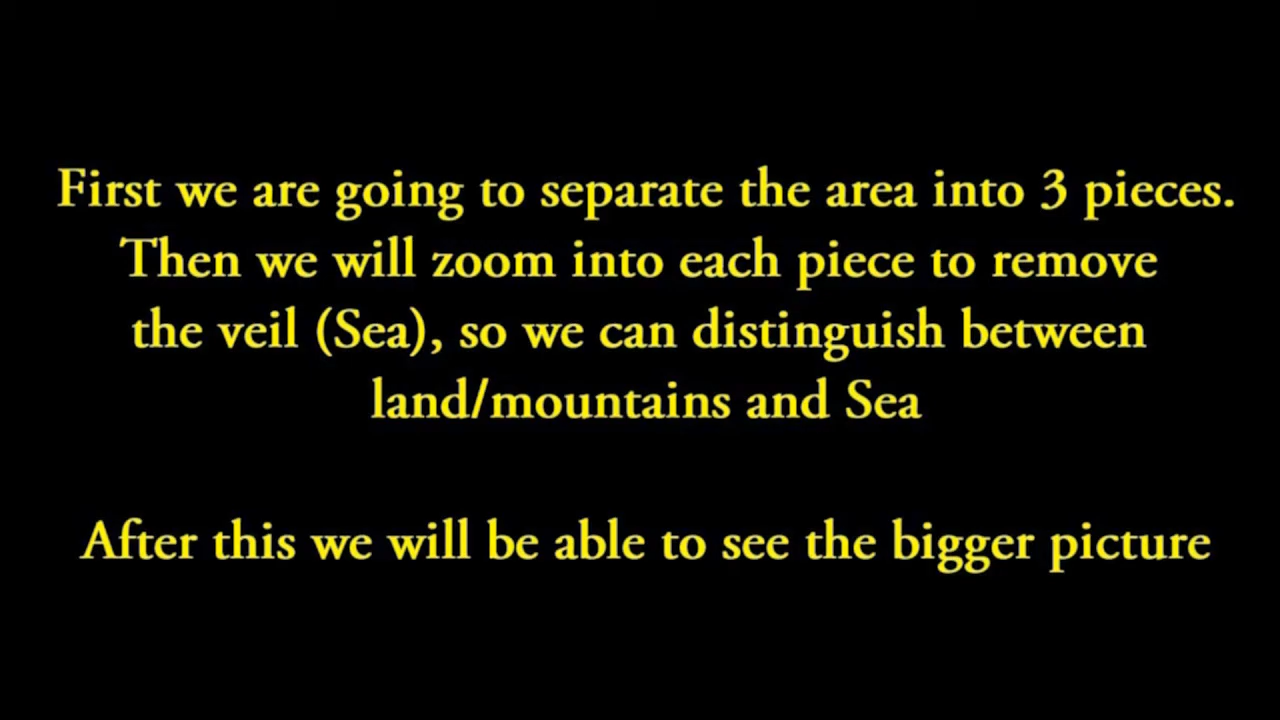 First we are going to separate the area into 3 pieces.
Then we will zoom into each piece to remove
the veil (Sea), so we can distinguish between
land/mountains and Sea
After this we will be able to see the bigger picture